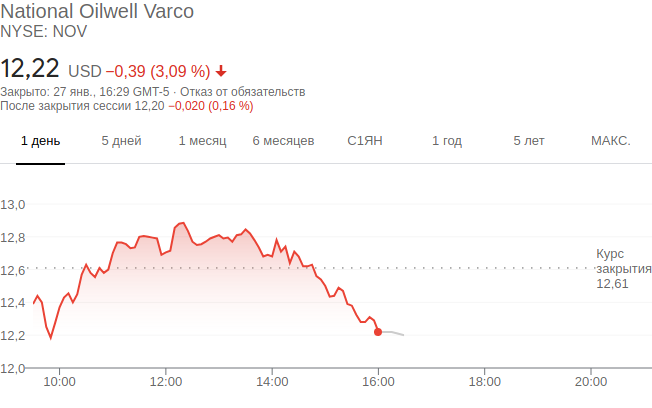 National Oilwell Varco
NYSE: NOV
12,22 USD −0,39 (3,09 %)
Закрыто: 27 янв., 16:29 GMT-5 · Отказ от обязательств
После закрытия сессии 12,20 −0,020 (0,16 %)
1 день 5 дней 1 месяц 6 месяцев С1ЯН 1 год 5 лет МАКС.
13,0
12,8
Курс
12,6 закрытия
12,61
12,4
12,2
12,0
10:00 12:00 14:00 16:00 18:00 20:00